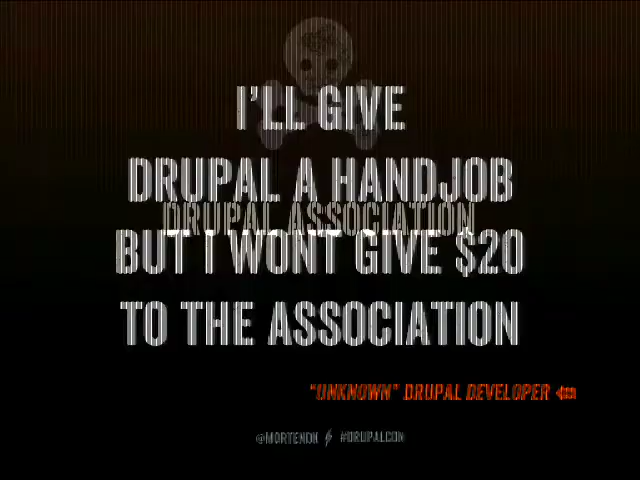 I'LL GIVE
DRUPAL A HANDJOB
DRUPAL ASSOCIATION
BUT I WONT GIVE $20
TO THE ASSOCIATION
"UNKNOWN" DRUPAL DEVELOPER
@MORTENDK #DRUPALCON